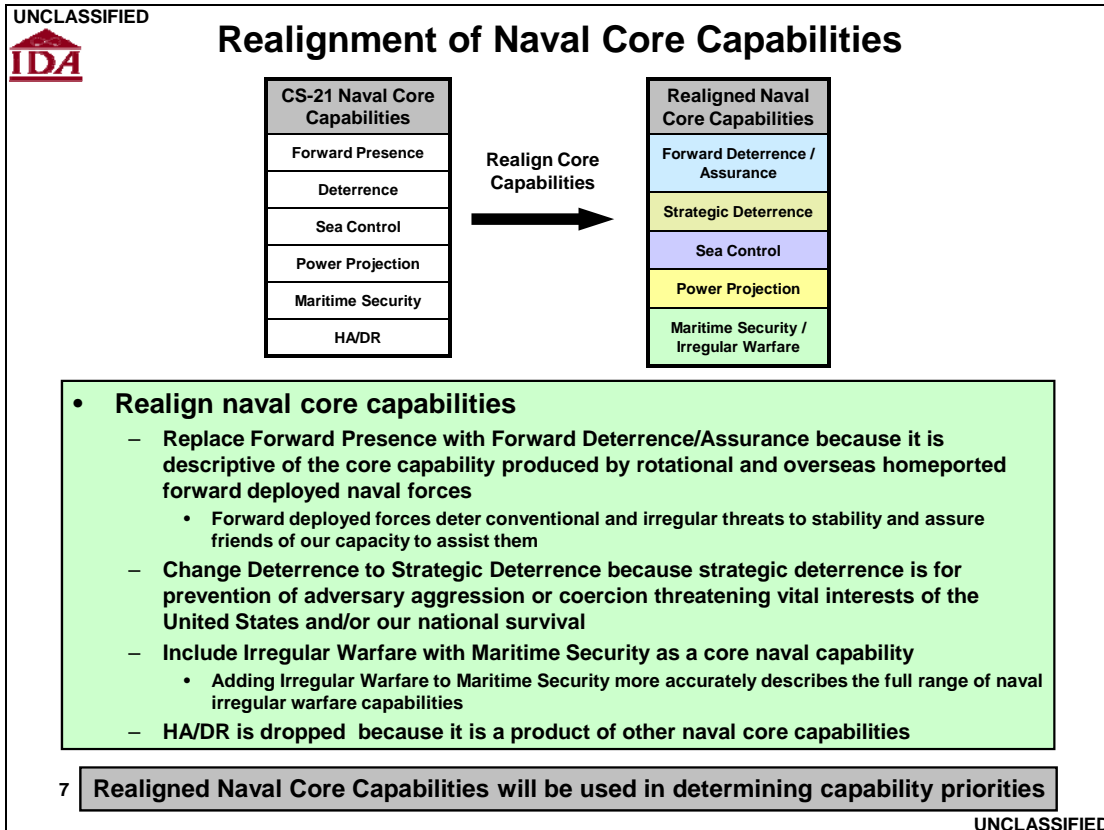 UNCLASSIFIED
IDA
Realignment of Naval Core Capabilities
CS-21 Naval Core
Capabilities
Forward Presence
Deterrence
Sea Control
Power Projection
Maritime Security
HA/DR
Realign Core
Capabilities
Realigned Naval
Core Capabilities
Forward Deterrence /
Assurance
Strategic Deterrence
Sea Control
Power Projection
Maritime Security /
Irregular Warfare
• Realign naval core capabilities
– Replace Forward Presence with Forward Deterrence/Assurance because it is
descriptive of the core capability produced by rotational and overseas homeported
forward deployed naval forces
• Forward deployed forces deter conventional and irregular threats to stability and assure
friends of our capacity to assist them
– Change Deterrence to Strategic Deterrence because strategic deterrence is for
prevention of adversary aggression or coercion threatening vital interests of the
United States and/or our national survival
– Include Irregular Warfare with Maritime Security as a core naval capability
• Adding Irregular Warfare to Maritime Security more accurately describes the full range of naval
irregular warfare capabilities
– HA/DR is dropped because it is a product of other naval core capabilities
7 Realigned Naval Core Capabilities will be used in determining capability priorities
UNCLASSIFIED